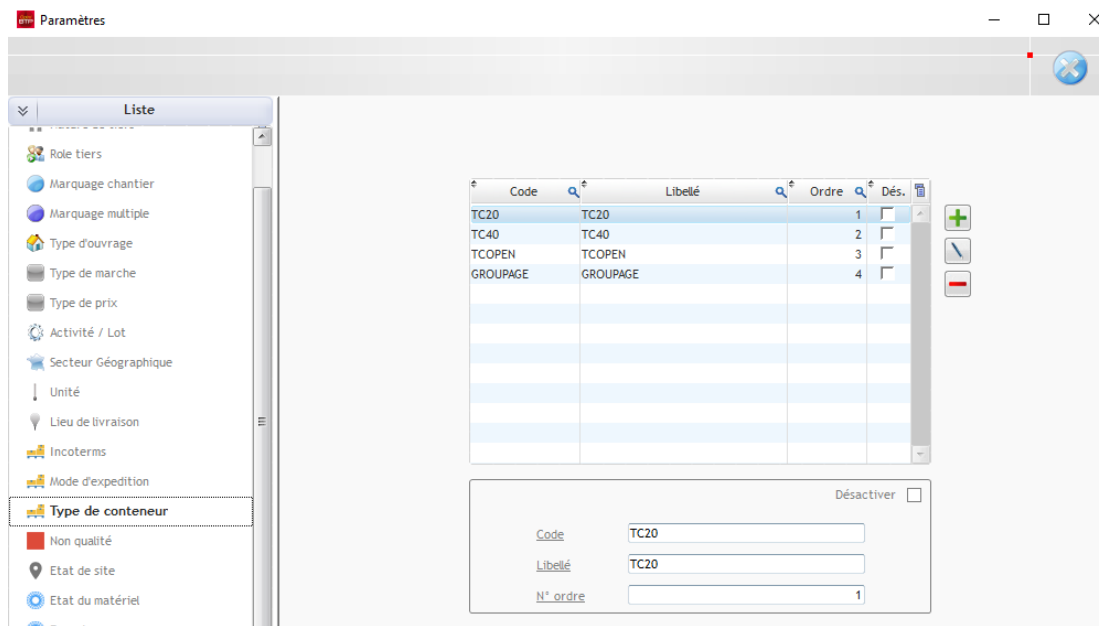 Paramètres
Liste
Role tiers
Marquage chantier
Marquage multiple
Type d'ouvrage
Type de marche
Type de prix
Activité / Lot
Secteur Géographique
Unité
Lieu de livraison
Incoterms
Mode d'expedition
Type de conteneur
Non qualité
Etat de site
Etat du matériel
Code Libellé Ordre Dés.
TC20 TC20 1
TC40 TC40 2
TCOPEN TCOPEN 3
GROUPAGE GROUPAGE 4
Désactiver
Code TC20
Libellé TC20
N° ordre 1